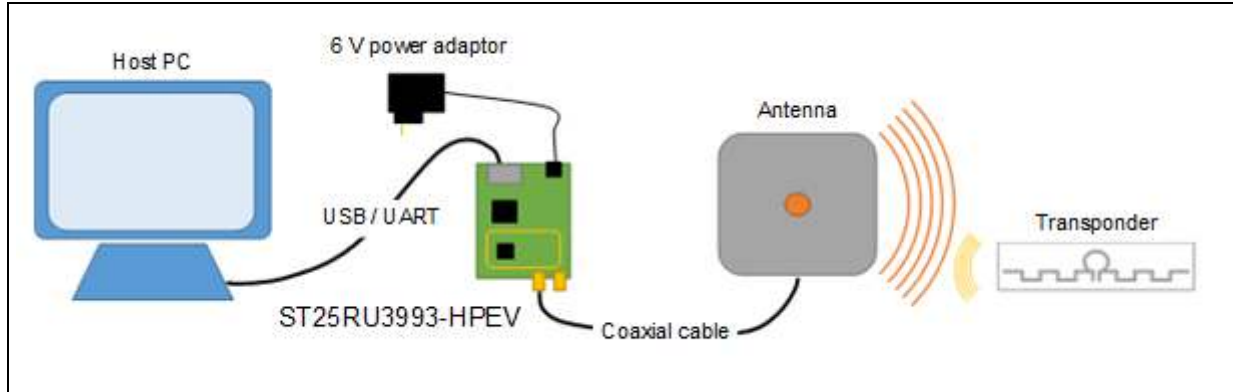 6 V power adaptor
Host PC
Antenna
USB / UART
Transponder
ST25RU3993-HPEV
Coaxial cable